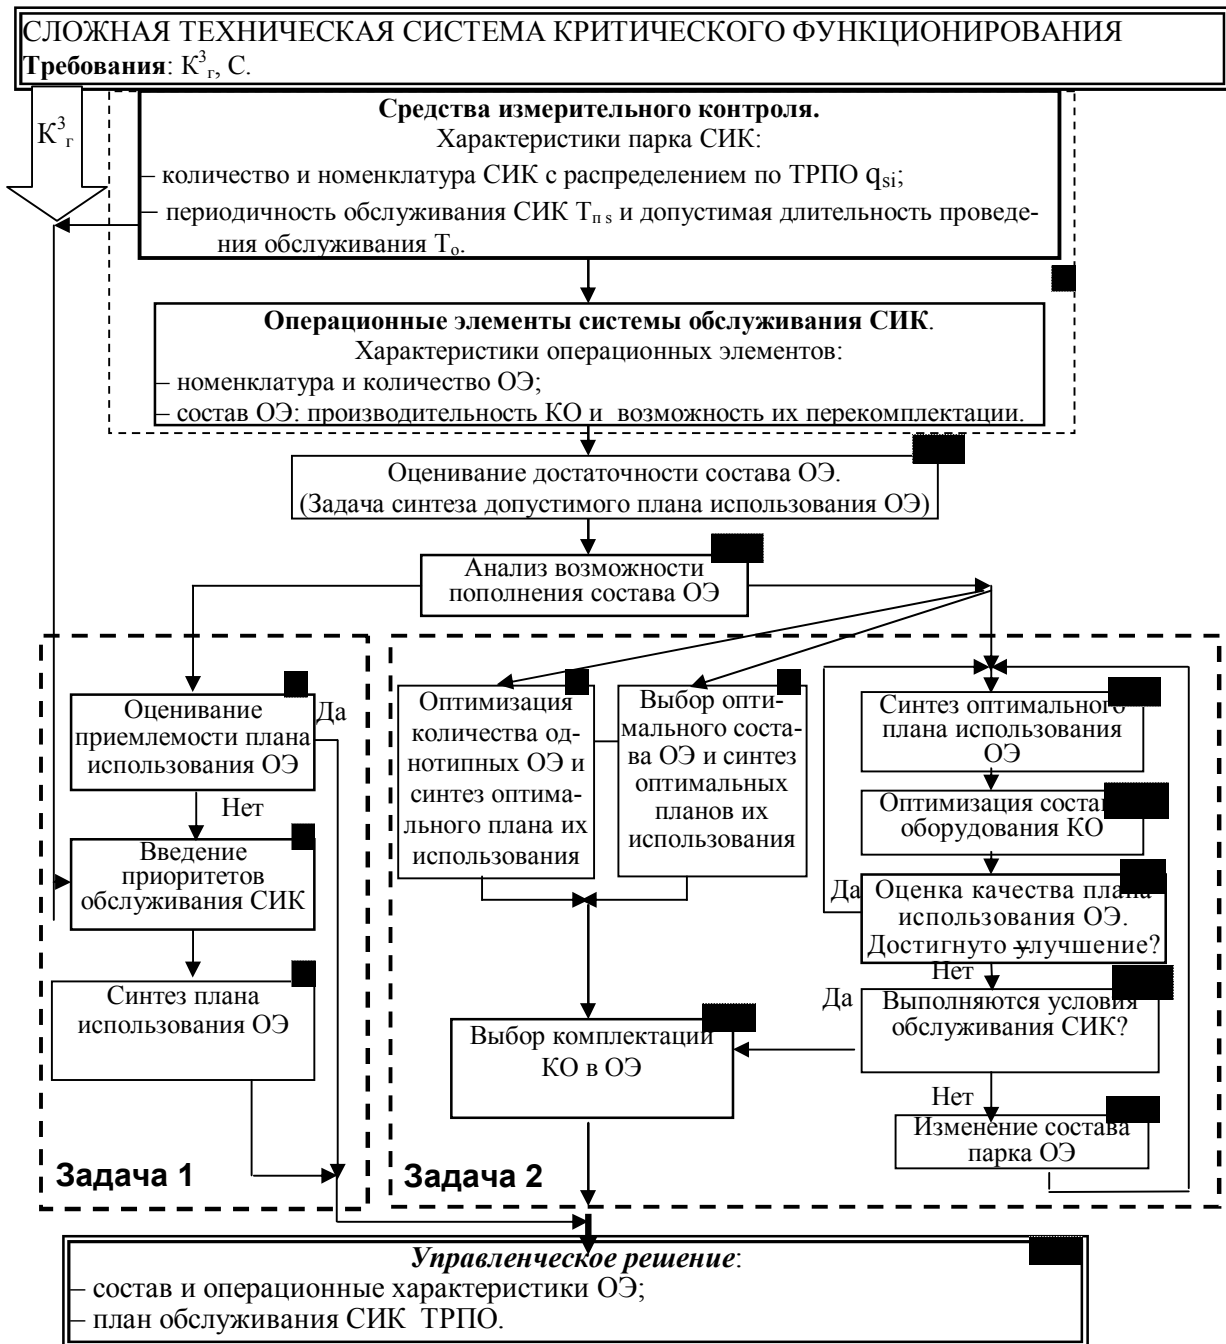 СЛОЖНАЯ ТЕХНИЧЕСКАЯ СИСТЕМА КРИТИЧЕСКОГО ФУНКЦИОНИРОВАНИЯ
Требования: К³г, С.
К³г
Средства измерительного контроля.
Характеристики парка СИК:
– количество и номенклатура СИК с распределением по ТРПО qsi;
– периодичность обслуживания СИК Тп s и допустимая длительность проведе-
ния обслуживания То.
Операционные элементы системы обслуживания СИК.
Характеристики операционных элементов:
– номенклатура и количество ОЭ;
– состав ОЭ: производительность КО и возможность их перекомплектации.
Оценивание достаточности состава ОЭ.
(Задача синтеза допустимого плана использования ОЭ)
Анализ возможности
пополнения состава ОЭ
Оценивание
приемлемости плана
использования ОЭ
Да
Нет
Введение
приоритетов
обслуживания СИК
Синтез плана
использования ОЭ
Задача 1
Оптимизация
количества од-
нотипных ОЭ и
синтез оптима-
льного плана их
использования
Выбор опти-
мального соста-
ва ОЭ и синтез
оптимальных
планов их
использования
Синтез оптимального
плана использования
ОЭ
Оптимизация состава
оборудования КО
Да
Оценка качества плана
использования ОЭ.
Достигнуто улучшение?
Нет
Да
Выполняются условия
обслуживания СИК?
Выбор комплектации
КО в ОЭ
Нет
Изменение состава
парка ОЭ
Задача 2
Управленческое решение:
– состав и операционные характеристики ОЭ;
– план обслуживания СИК ТРПО.